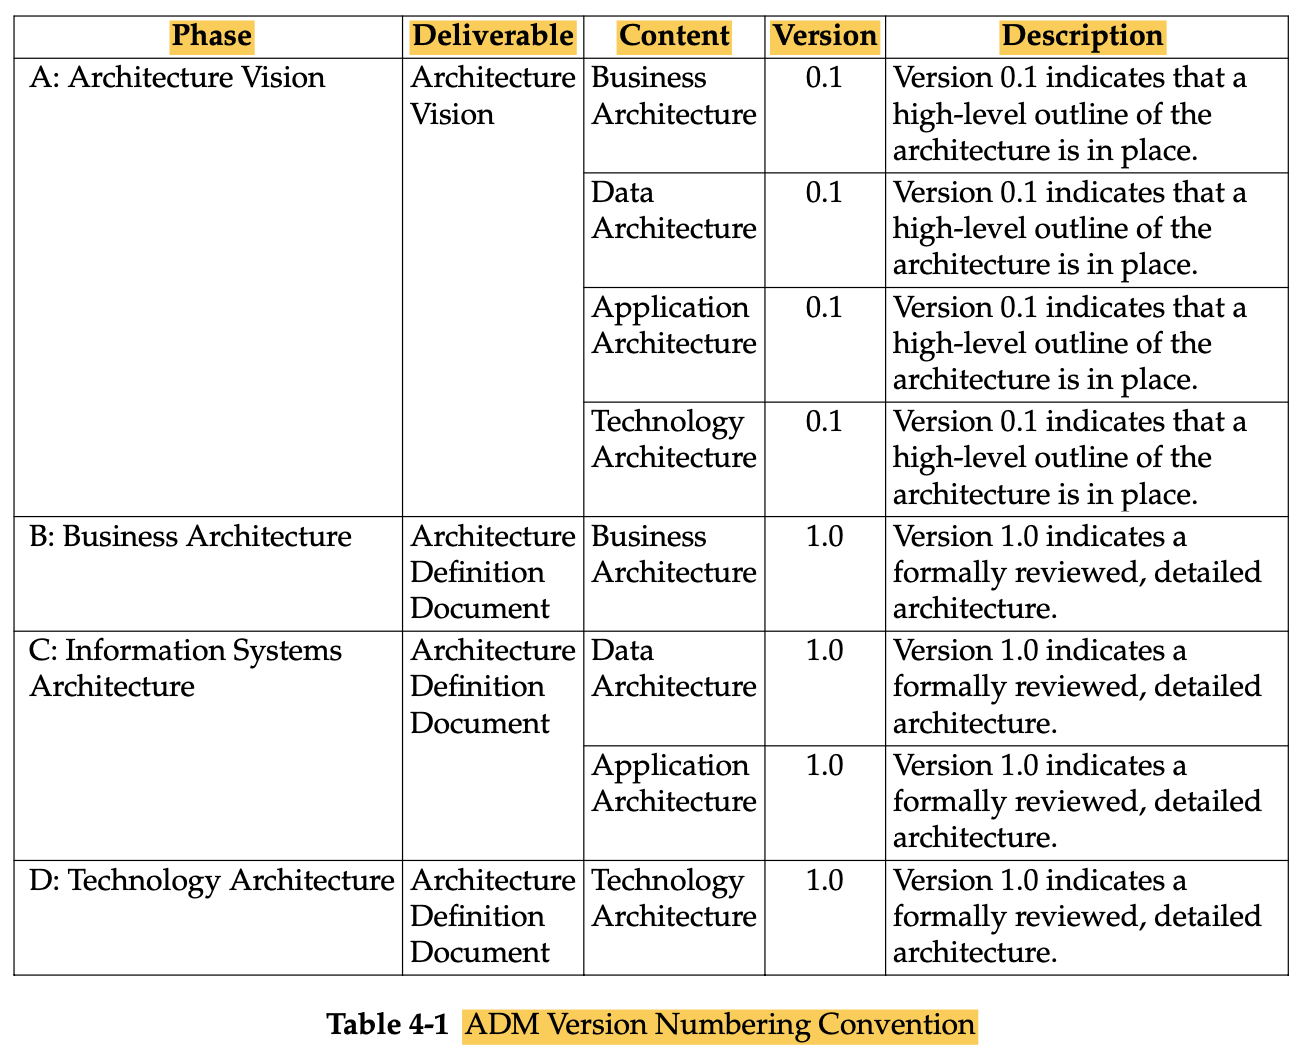 Phase Deliverable Content Version Description
A: Architecture Vision Architecture Business 0.1 Version 0.1 indicates that a
Vision Architecture high-level outline of the
architecture is in place.
Data 0.1 Version 0.1 indicates that a
Architecture high-level outline of the
architecture is in place.
Application 0.1 Version 0.1 indicates that a
Architecture high-level outline of the
architecture is in place.
Technology 0.1 Version 0.1 indicates that a
Architecture high-level outline of the
architecture is in place.
B: Business Architecture Architecture Business 1.0 Version 1.0 indicates a
Definition Architecture formally reviewed, detailed
Document architecture.
C: Information Systems Architecture Data 1.0 Version 1.0 indicates a
Architecture Definition Architecture formally reviewed, detailed
Document architecture.
Application 1.0 Version 1.0 indicates a
Architecture formally reviewed, detailed
architecture.
D: Technology Architecture Architecture Technology 1.0 Version 1.0 indicates a
Definition Architecture formally reviewed, detailed
Document architecture.
Table 4-1 ADM Version Numbering Convention